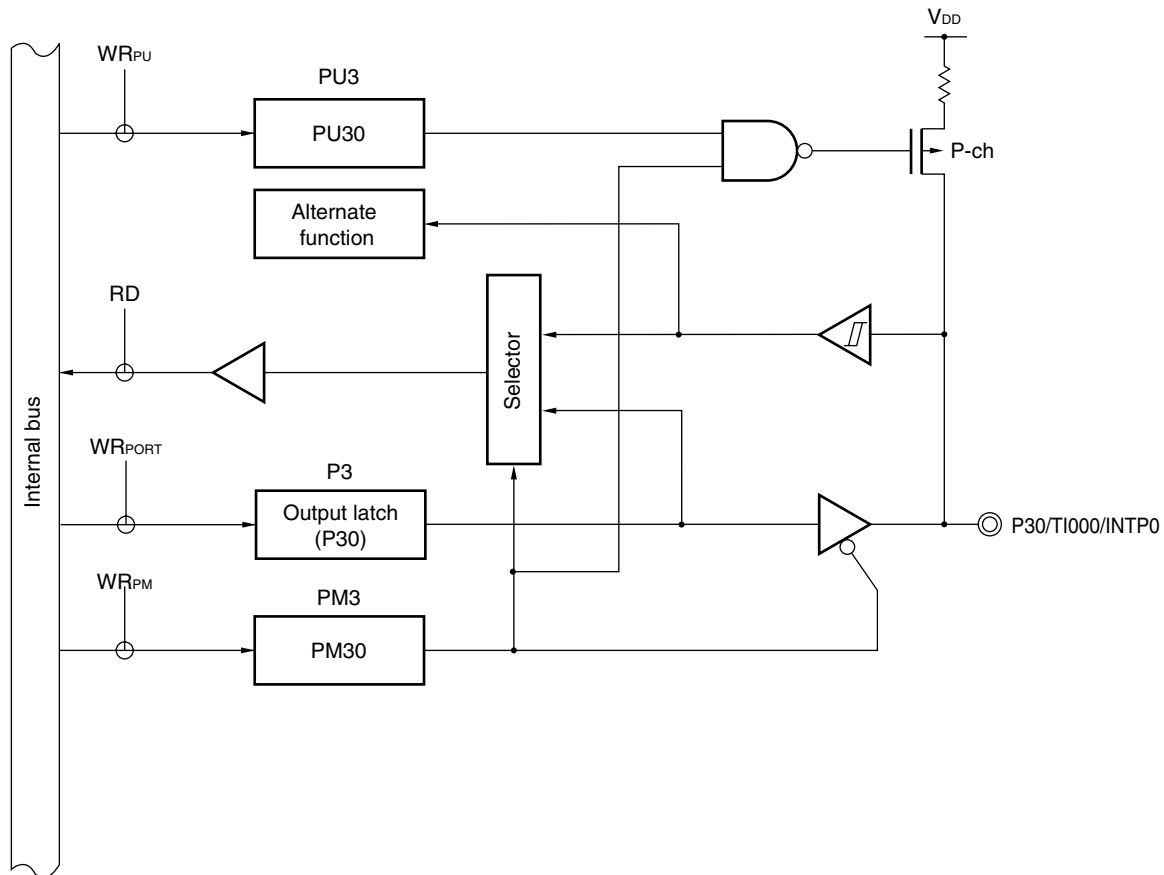 VDD
WRPU
PU3
PU30
P-ch
Alternate
function
RD
Selector
Internal bus
WRPORT
P3
Output latch
(P30)
P30/TI000/INTP0
WRPM
PM3
PM30